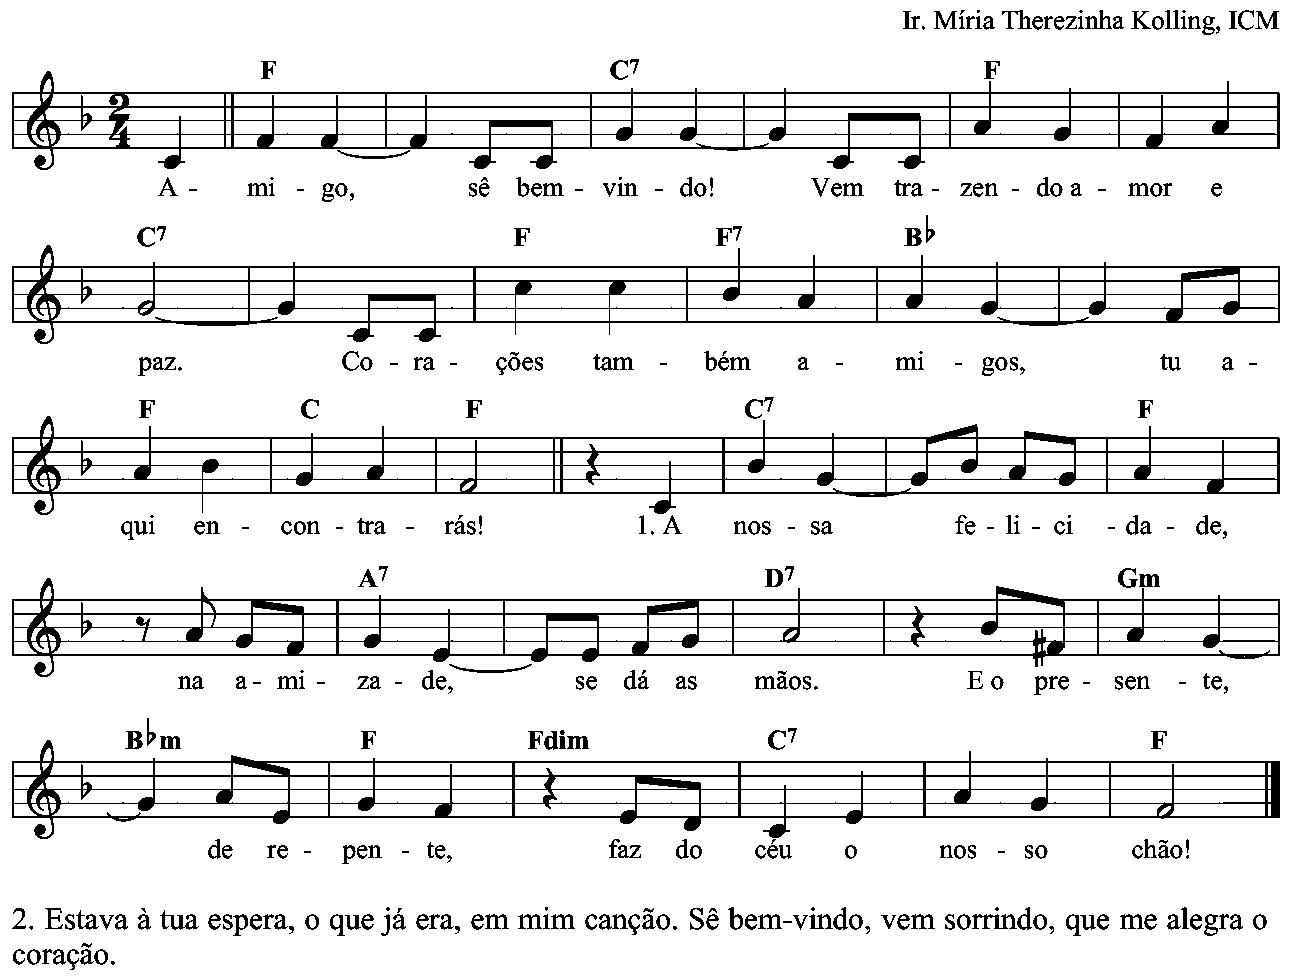 Ir. Míria Therezinha Kolling, ICM
F C7 F
2
4
A - mi - go, sê bem - vin - do! Vem tra - zen - do a - mor e
C7 F F7 B♭
paz. Co - ra - ções tam - bém a - mi - gos, tu a -
F C F C7 F
qui en - con - tra - rás! 1. A nos - sa fe - li - ci - da - de,
A7 D7 Gm
na a - mi - za - de, se dá as mãos. E o pre - sen - te,
B♭m F Fdim C7 F
de re - pen - te, faz do céu o nos - so chão!
2. Estava à tua espera, o que já era, em mim canção. Sê bem-vindo, vem sorrindo, que me alegra o
coração.